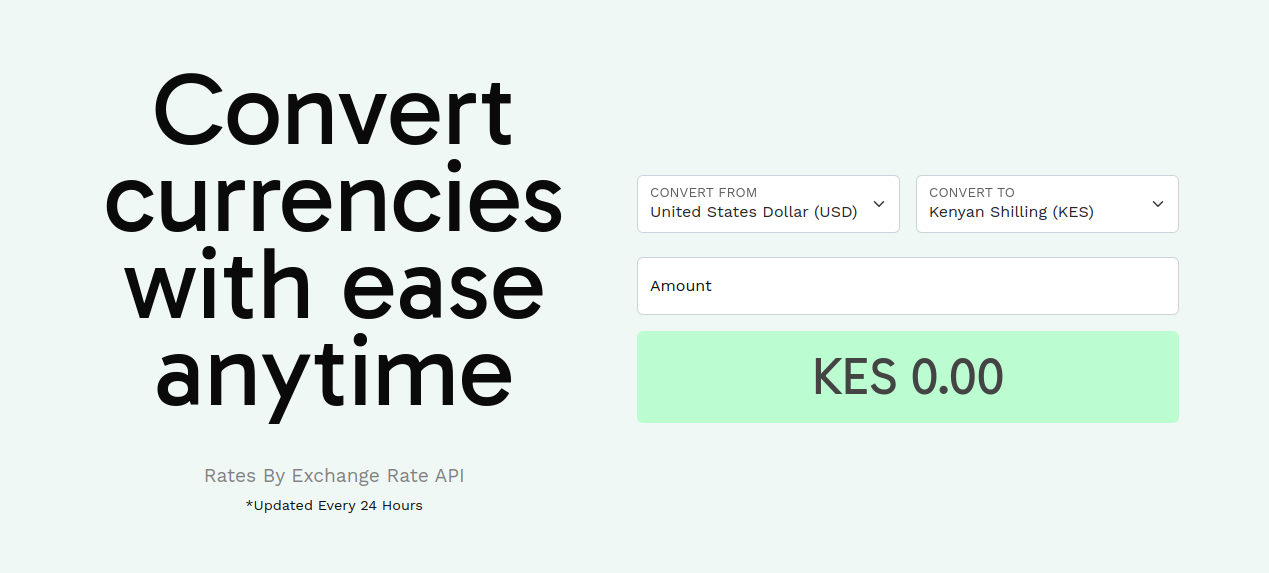 Convert
currencies
with ease
anytime
Rates By Exchange Rate API
*Updated Every 24 Hours
CONVERT FROM
United States Dollar (USD)
CONVERT TO
Kenyan Shilling (KES)
Amount
KES 0.00